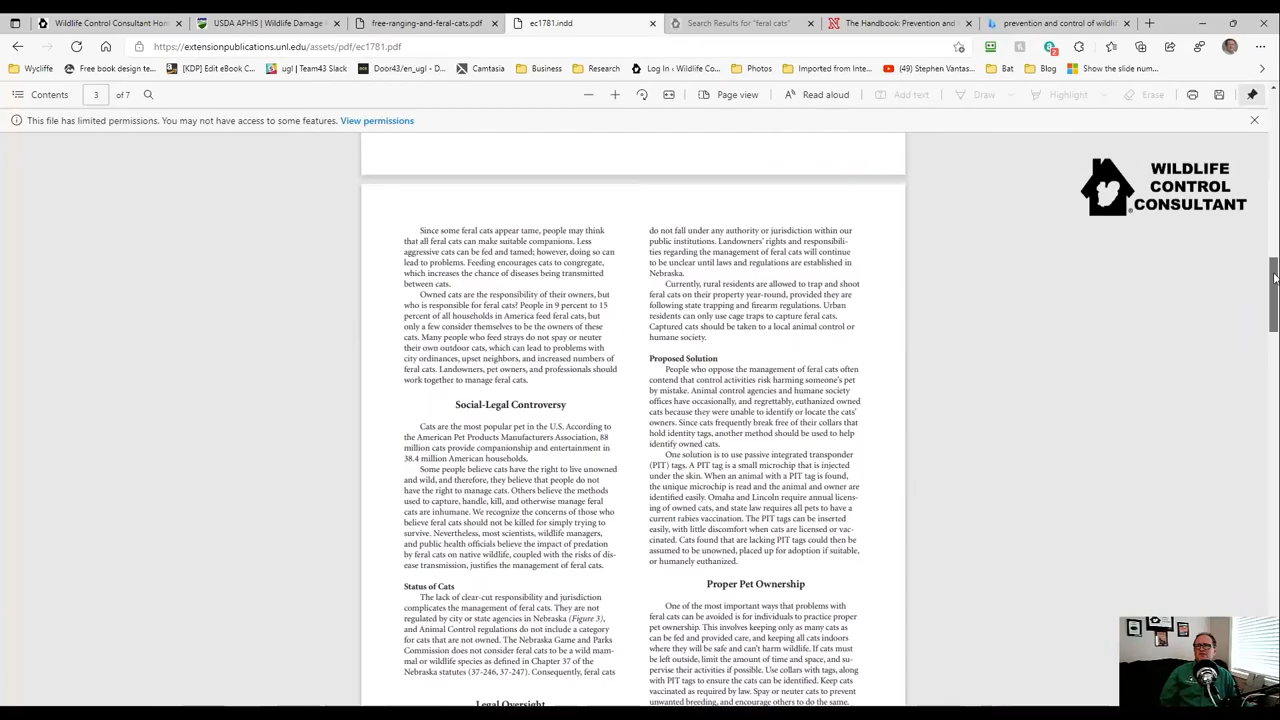 Wildlife Control Consultant Hom
USDA APHIS | Wildlife Damage
free-ranging-and-feral-cats.pdf
ec1781.indd
Search Results for "feral cats"
The Handbook: Prevention and
prevention and control of wildlif
https://extensionpublications.unl.edu/assets/pdf/ec1781.pdf
2
Wycliffe
Free book design te...
[KDP] Edit eBook C...
ugl | Team43 Slack
Door43/en_ugl - D...
Camtasia
Business
Research
Log In ‹ Wildlife Co...
Photos
Imported from Inte...
(49) Stephen Vantas...
Bat
Blog
Show the slide num...
Contents
3
of 7
Page view
Read aloud
Add text
Draw
Highlight
Erase
This file has limited permissions. You may not have access to some features. View permissions
WILDLIFE
CONTROL
CONSULTANT
Since some feral cats appear tame, people may think
that all feral cats can make suitable companions. Less
aggressive cats can be fed and tamed; however, doing so can
lead to problems. Feeding encourages cats to congregate,
which increases the chance of diseases being transmitted
between cats.
Owned cats are the responsibility of their owners, but
who is responsible for feral cats? People in 9 percent to 15
percent of all households in America feed feral cats, but
only a few consider themselves to be the owners of these
cats. Many people who feed strays do not spay or neuter
their own outdoor cats, which can lead to problems with
city ordinances, upset neighbors, and increased numbers of
feral cats. Landowners, pet owners, and professionals should
work together to manage feral cats.
Social-Legal Controversy
Cats are the most popular pet in the U.S. According to
the American Pet Products Manufacturers Association, 88
million cats provide companionship and entertainment in
38.4 million American households.
Some people believe cats have the right to live unowned
and wild, and therefore, they believe that people do not
have the right to manage cats. Others believe the methods
used to capture, handle, kill, and otherwise manage feral
cats are inhumane. We recognize the concerns of those who
believe feral cats should not be killed for simply trying to
survive. Nevertheless, most scientists, wildlife managers,
and public health officials believe the impact of predation
by feral cats on native wildlife, coupled with the risks of dis-
ease transmission, justifies the management of feral cats.
Status of Cats
The lack of clear-cut responsibility and jurisdiction
complicates the management of feral cats. They are not
regulated by city or state agencies in Nebraska (Figure 3),
and Animal Control regulations do not include a category
for cats that are not owned. The Nebraska Game and Parks
Commission does not consider feral cats to be a wild mam-
mal or wildlife species as defined in Chapter 37 of the
Nebraska statutes (37-246, 37-247). Consequently, feral cats
Legal Oversight
do not fall under any authority or jurisdiction within our
public institutions. Landowners' rights and responsibili-
ties regarding the management of feral cats will continue
to be unclear until laws and regulations are established in
Nebraska.
Currently, rural residents are allowed to trap and shoot
feral cats on their property year-round, provided they are
following state trapping and firearm regulations. Urban
residents can only use cage traps to capture feral cats.
Captured cats should be taken to a local animal control or
humane society.
Proposed Solution
People who oppose the management of feral cats often
contend that control activities risk harming someone's pet
by mistake. Animal control agencies and humane society
offices have occasionally, and regrettably, euthanized owned
cats because they were unable to identify or locate the cats'
owners. Since cats frequently break free of their collars that
hold identity tags, another method should be used to help
identify owned cats.
One solution is to use passive integrated transponder
(PIT) tags. A PIT tag is a small microchip that is injected
under the skin. When an animal with a PIT tag is found,
the unique microchip is read and the animal and owner are
identified easily. Omaha and Lincoln require annual licens-
ing of owned cats, and state law requires all pets to have a
current rabies vaccination. The PIT tags can be inserted
easily, with little discomfort when cats are licensed or vac-
cinated. Cats found that are lacking PIT tags could then be
assumed to be unowned, placed up for adoption if suitable,
or humanely euthanized.
Proper Pet Ownership
One of the most important ways that problems with
feral cats can be avoided is for individuals to practice proper
pet ownership. This involves keeping only as many cats as
can be fed and provided care, and keeping all cats indoors
where they will be safe and can't harm wildlife. If cats must
be left outside, limit the amount of time and space, and su-
pervise their activities if possible. Use collars with tags, along
with PIT tags to ensure the cats can be identified. Keep cats
vaccinated as required by law. Spay or neuter cats to prevent
unwanted breeding, and encourage others to do the same.